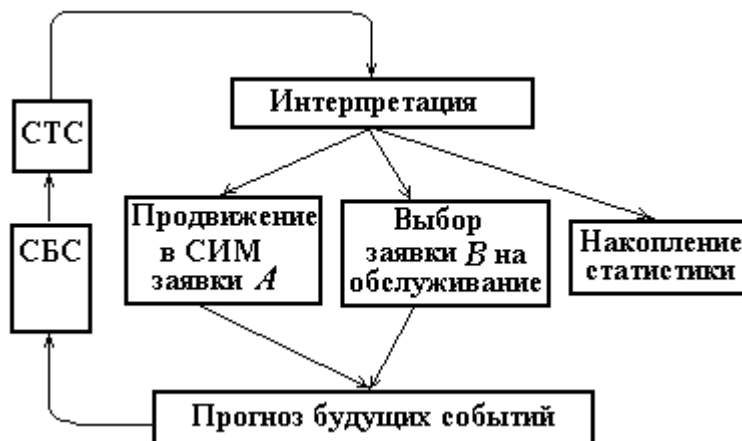 Интерпретация
СТС
Продвижение
в СИМ
заявки A
Выбор
заявки B на
обслуживание
Накопление
статистики
СБС
Прогноз будущих событий